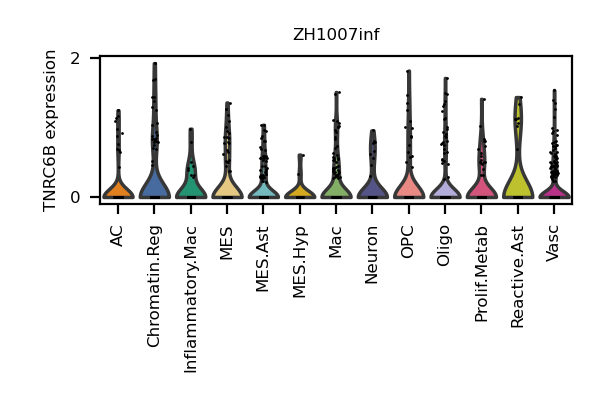 ZH1007inf
TNRC6B expression
2
0
AC
Chromatin.Reg
Inflammatory.Mac
MES
MES.Ast
MES.Hyp
Mac
Neuron
OPC
Oligo
Prolif.Metab
Reactive.Ast
Vasc